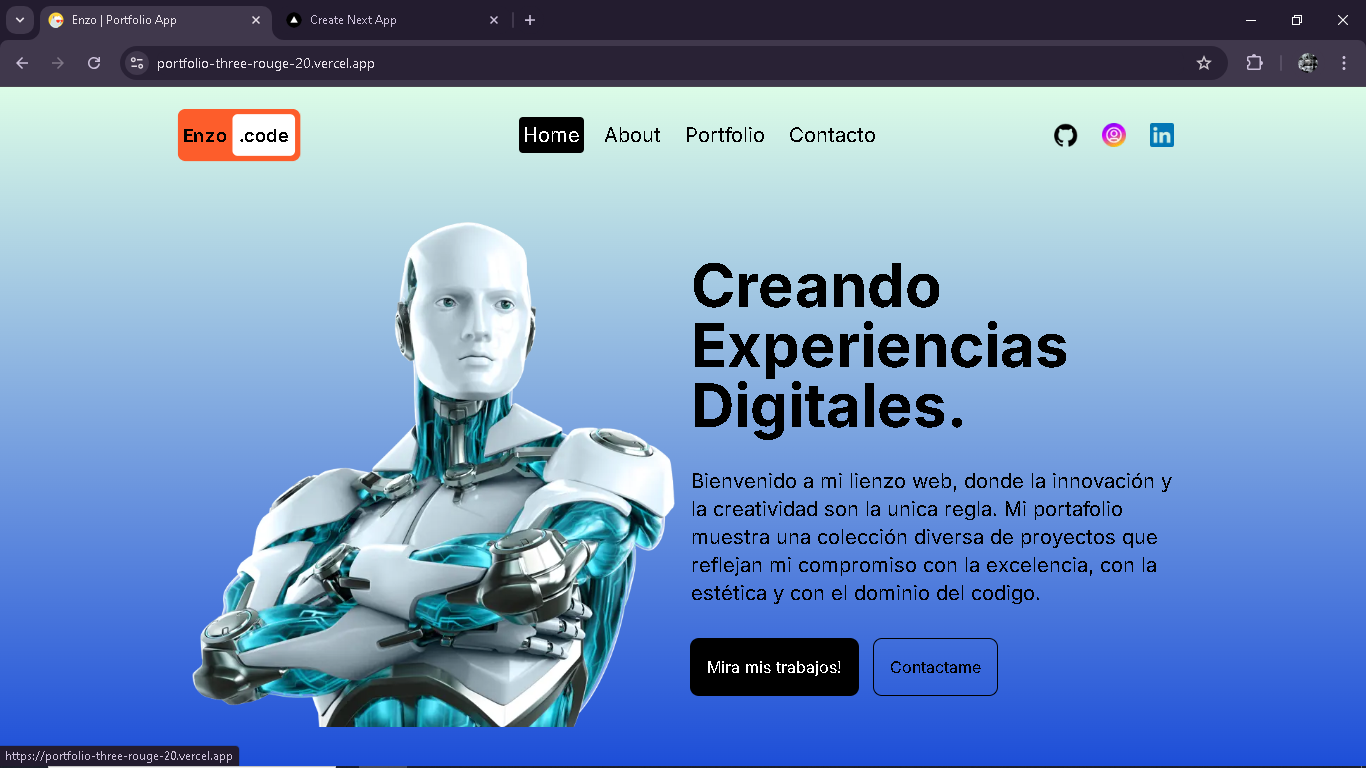 Enzo | Portfolio App
Create Next App
portfolio-three-rouge-20.vercel.app
Enzo .code
Home About Portfolio Contacto
in
Creando
Experiencias
Digitales.
Bienvenido a mi lienzo web, donde la innovación y
la creatividad son la unica regla. Mi portafolio
muestra una colección diversa de proyectos que
reflejan mi compromiso con la excelencia, con la
estética y con el dominio del codigo.
Mira mis trabajos! Contactame
https://portfolio-three-rouge-20.vercel.app